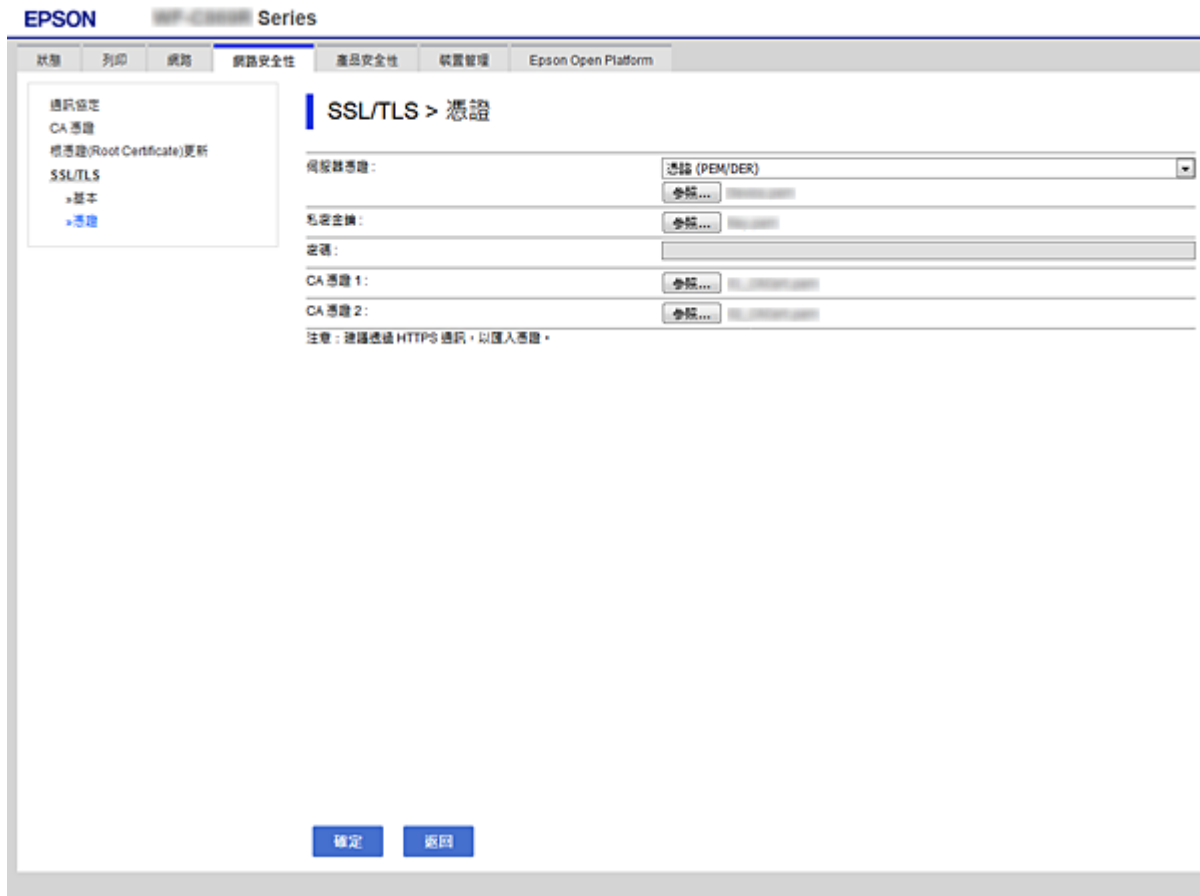 EPSON Series
狀態 列印 網路 網路安全性 產品安全性 裝置管理 Epson Open Platform
通訊協定
CA 憑證
根憑證(Root Certificate)更新
SSL/TLS
»基本
»憑證
SSL/TLS > 憑證
伺服器憑證 : 憑證 (PEM/DER)
參照...
私密金鑰 : 參照...
密碼 :
CA 憑證 1 : 參照...
CA 憑證 2 : 參照...
注意 : 建議透過 HTTPS 通訊，以匯入憑證。
確定 返回